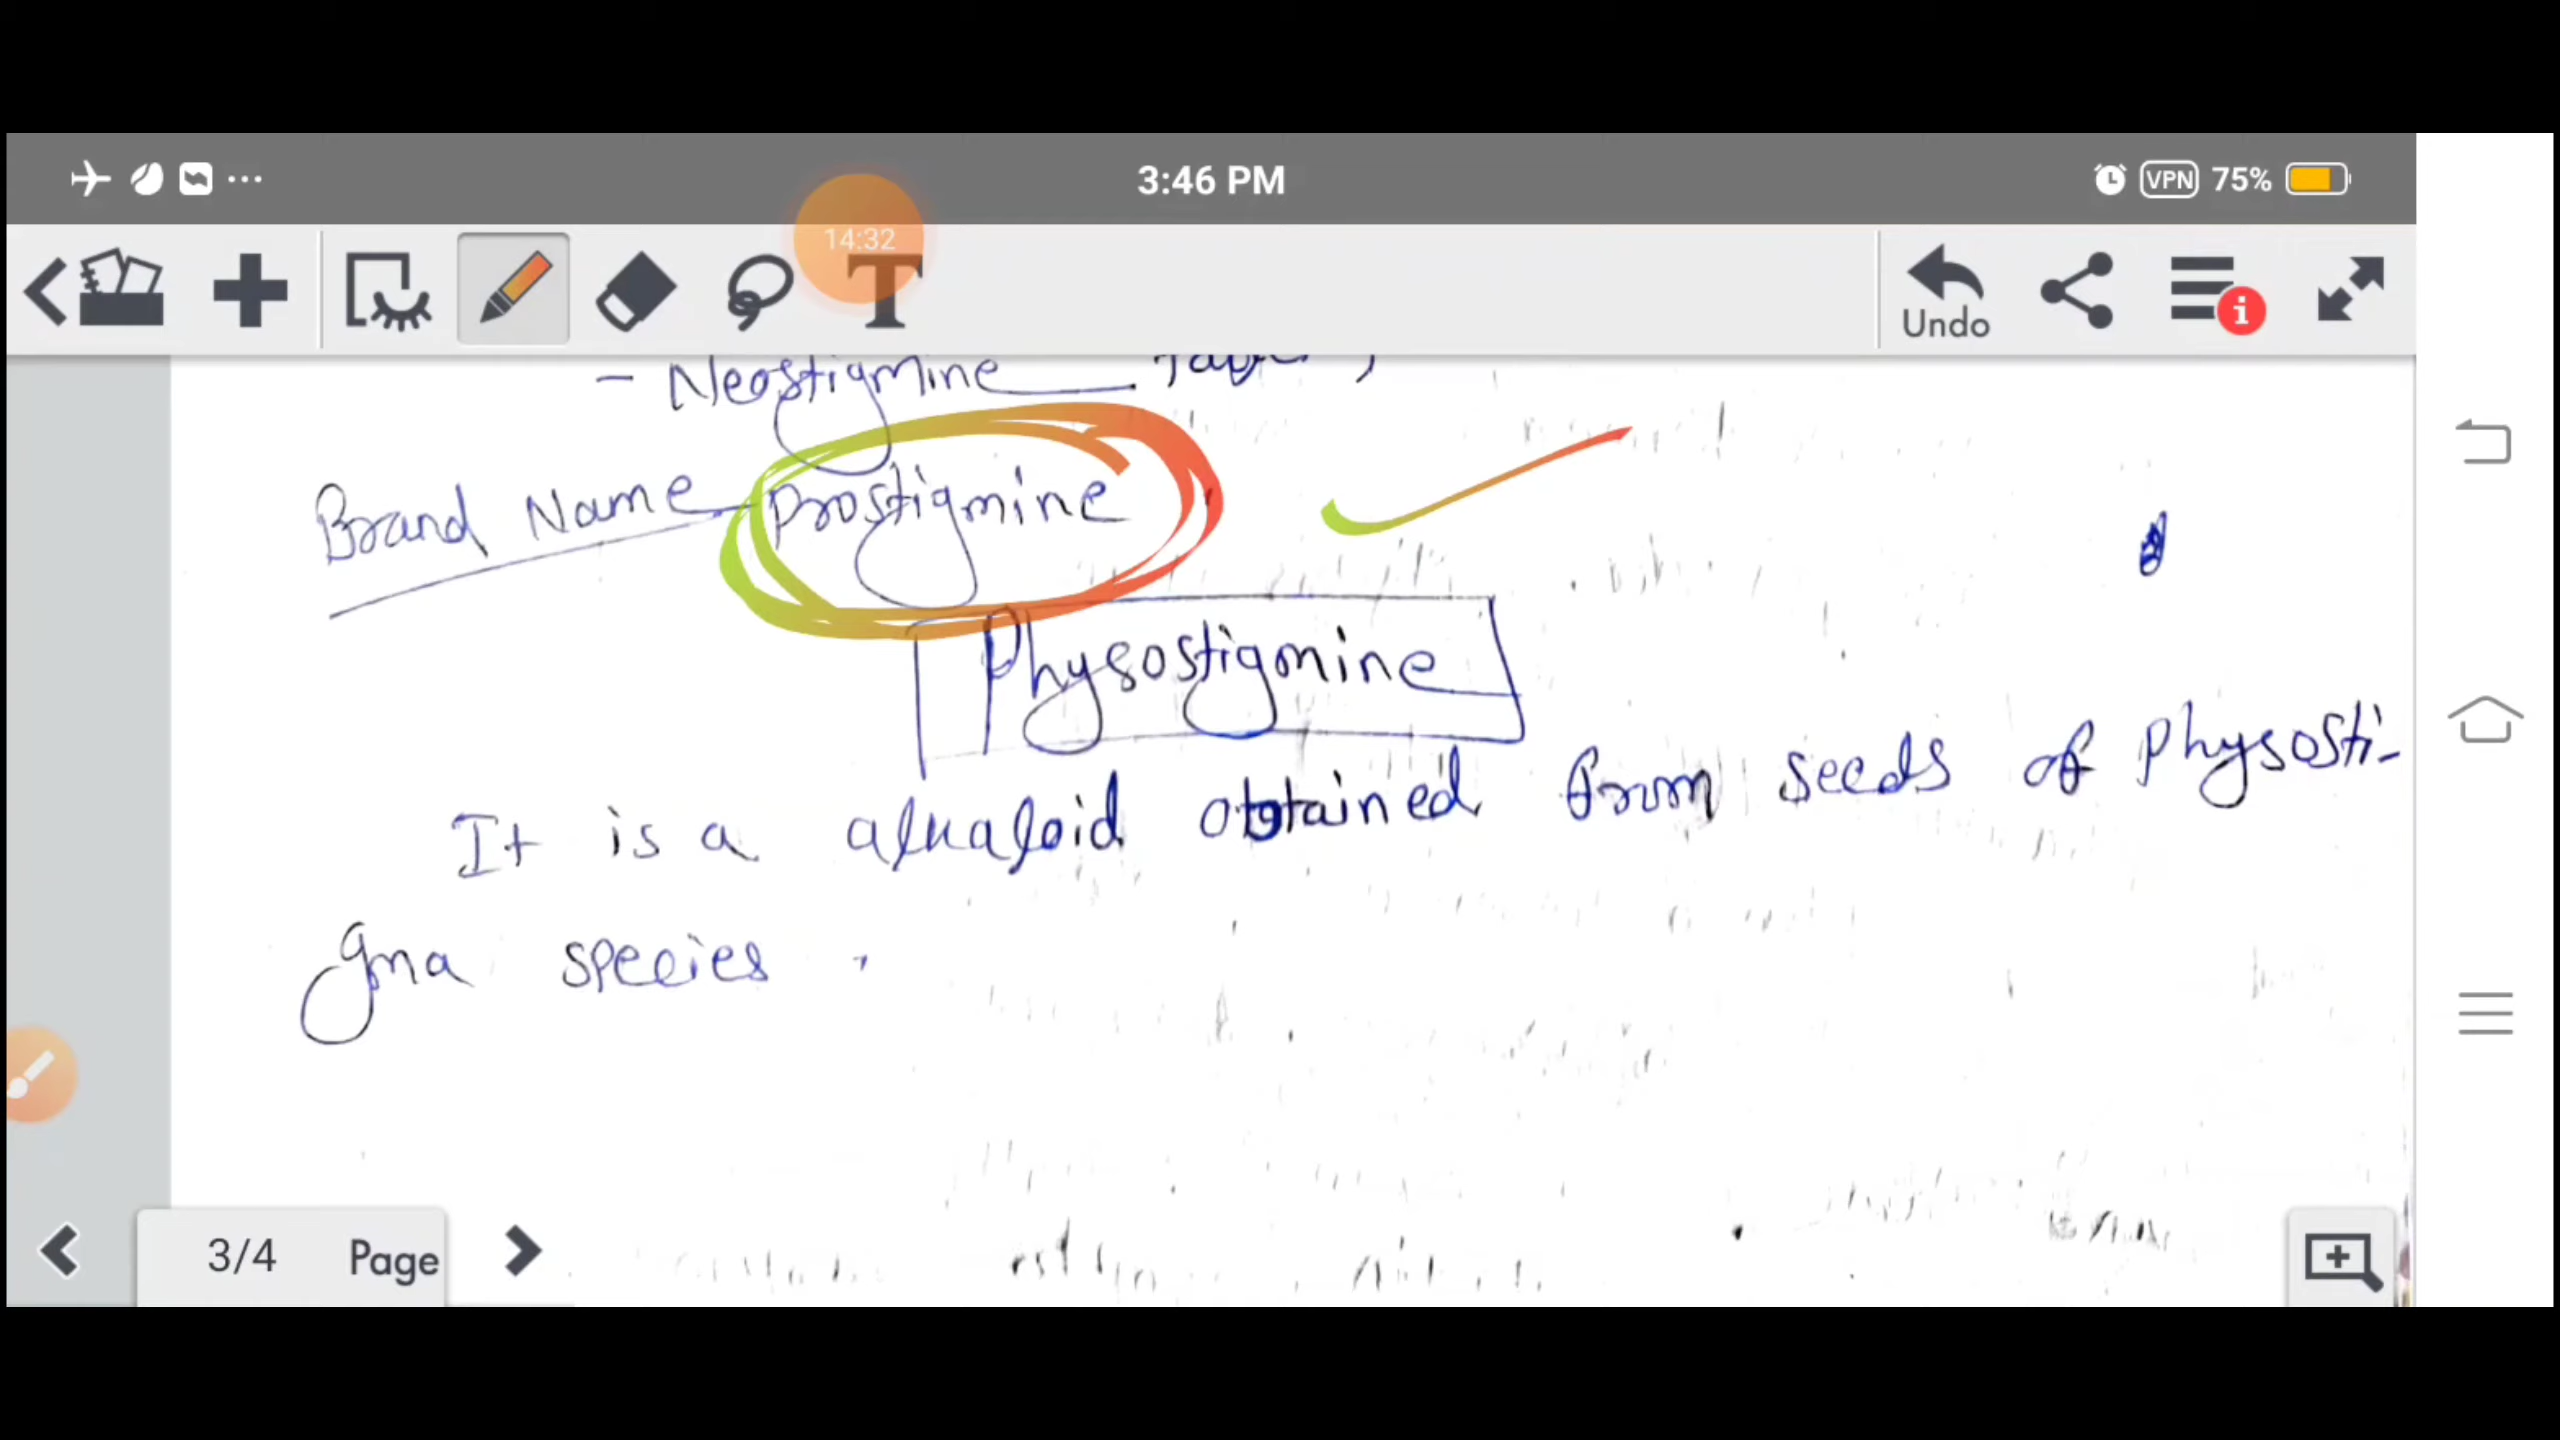 3:46 PM
VPN 75%
14:32
T
Undo
- Neostigmine
Brand Name Prostigmine
Physostigmine
It is a alkaloid obtained from seeds of Physosti-
gma species.
3/4 Page